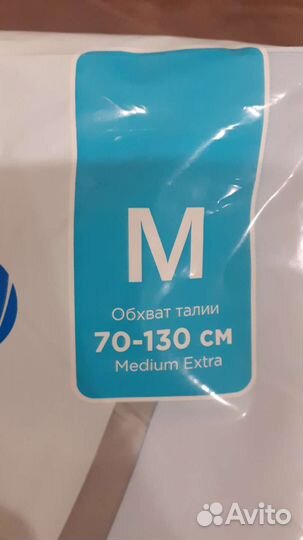 M
Обхват талии
70-130 см
Medium Extra
Avito